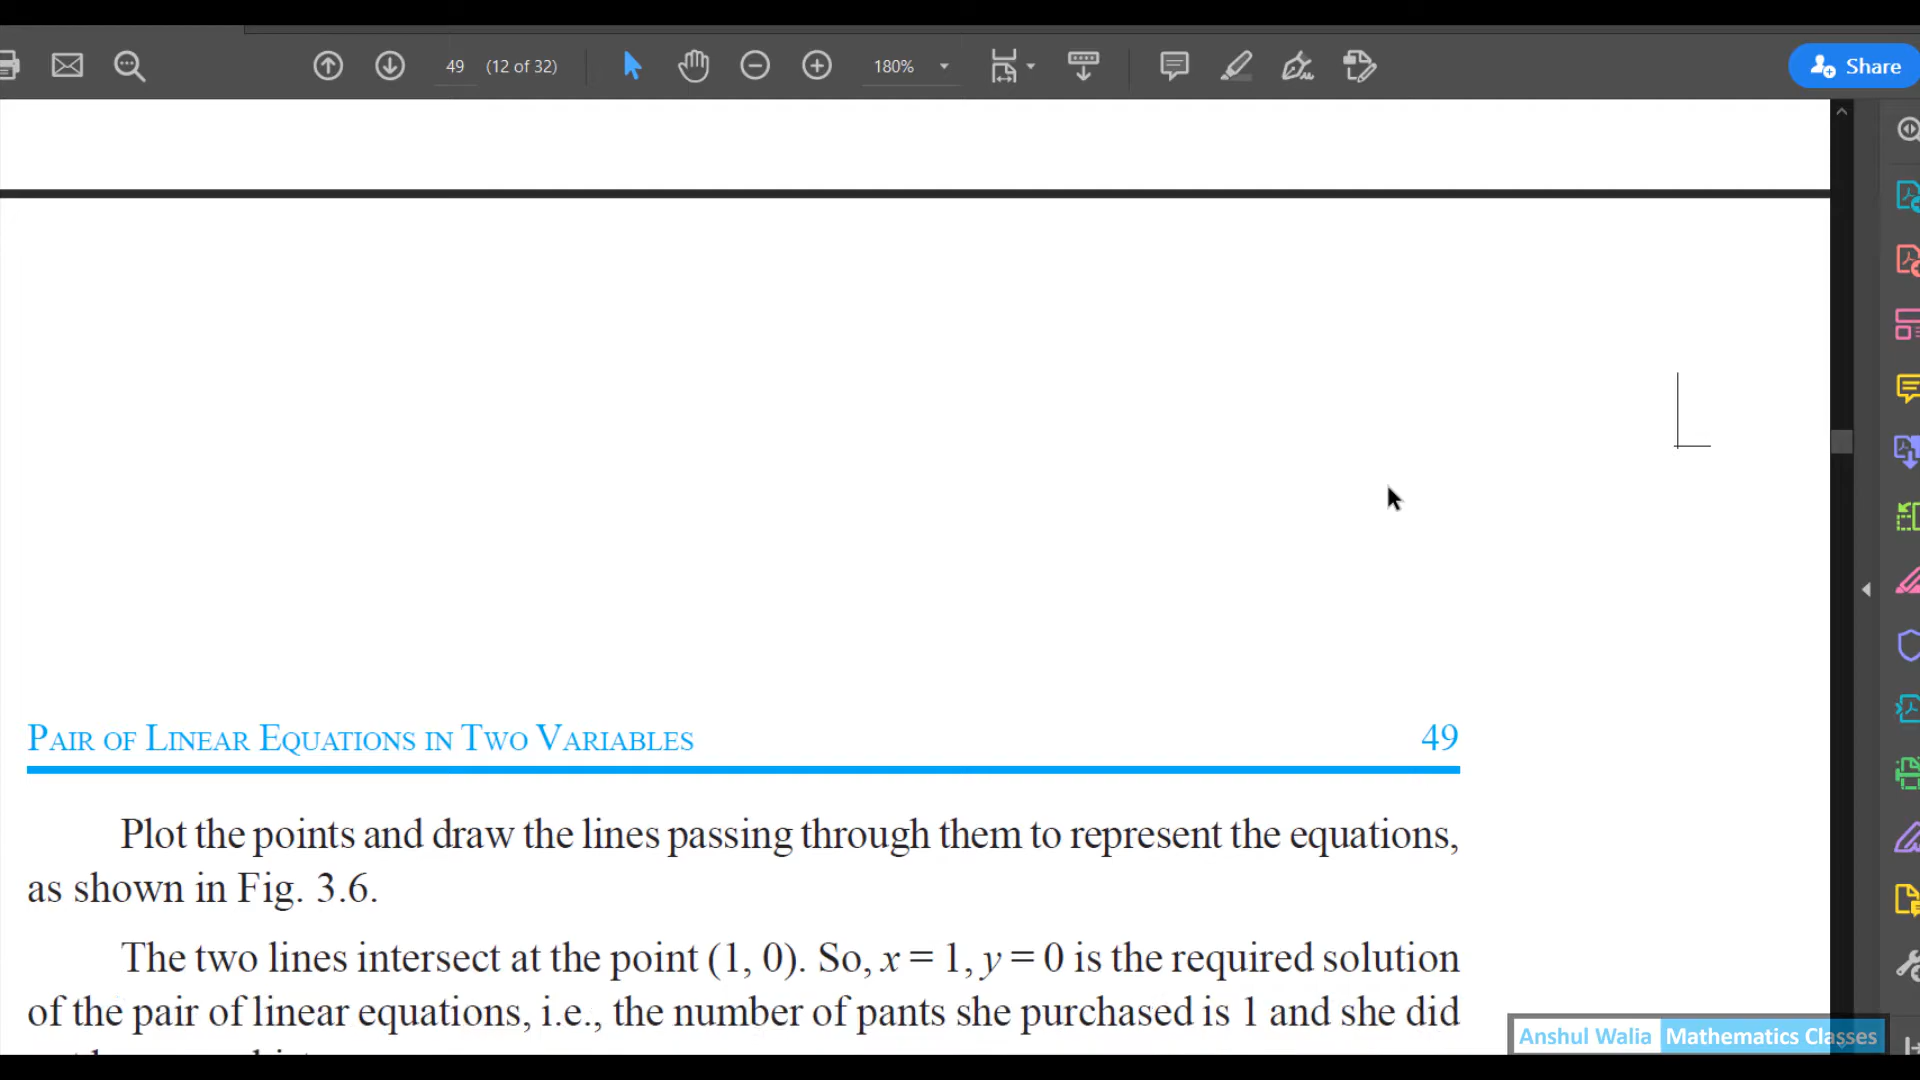 49 (12 of 32) 180% Share
PAIR OF LINEAR EQUATIONS IN TWO VARIABLES 49
Plot the points and draw the lines passing through them to represent the equations,
as shown in Fig. 3.6.
The two lines intersect at the point (1, 0). So, x = 1, y = 0 is the required solution
of the pair of linear equations, i.e., the number of pants she purchased is 1 and she did
Anshul Walia Mathematics Classes